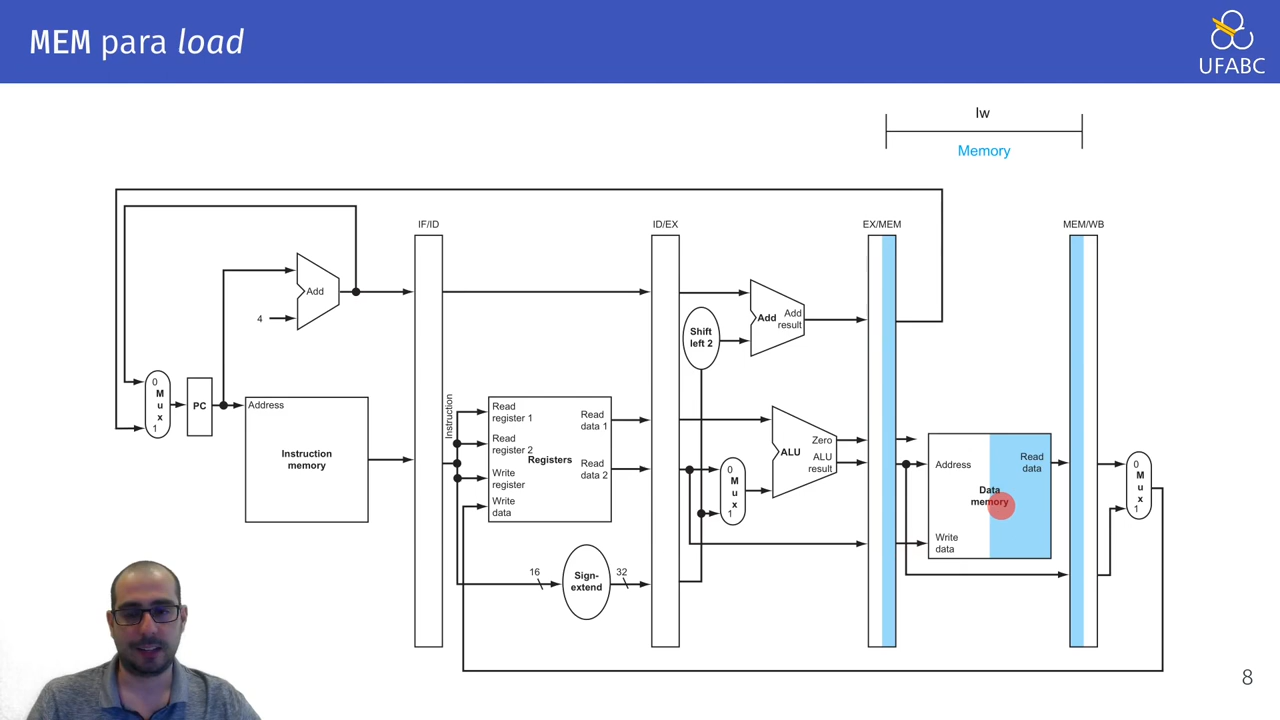 MEM para load
UFABC
lw
Memory
IF/ID
ID/EX
EX/MEM
MEM/WB
Add
4
Shift
left 2
Add
Add
result
0
M
u
x
1
PC
Address
Instruction
memory
Instruction
Read
register 1
Read
register 2
Write
register
Write
data
Registers
Read
data 1
Read
data 2
0
M
u
x
1
ALU
Zero
ALU
result
Address
Read
data
Data
memory
Write
data
0
M
u
x
1
16
Sign-
extend
32
8